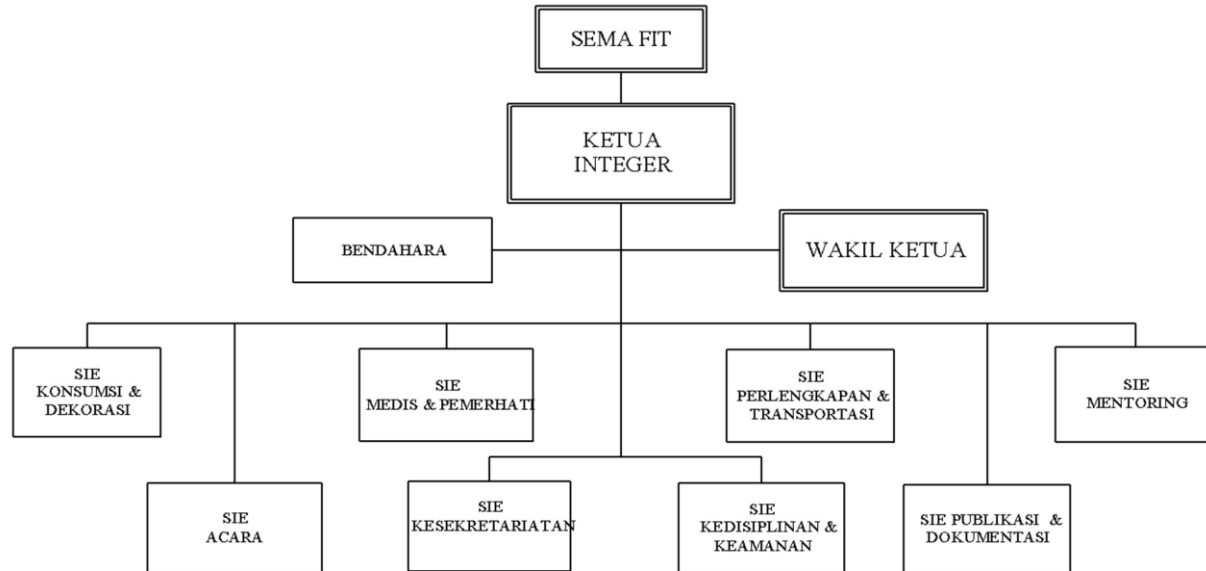 SEMA FIT
KETUA
INTEGER
BENDAHARA
WAKIL KETUA
SIE
KONSUMSI &
DEKORASI
SIE
MEDIS & PEMERHATI
SIE
PERLENGKAPAN &
TRANSPORTASI
SIE
MENTORING
SIE
ACARA
SIE
KESEKRETARIATAN
SIE
KEDISIPLINAN &
KEAMANAN
SIE PUBLIKASI &
DOKUMENTASI